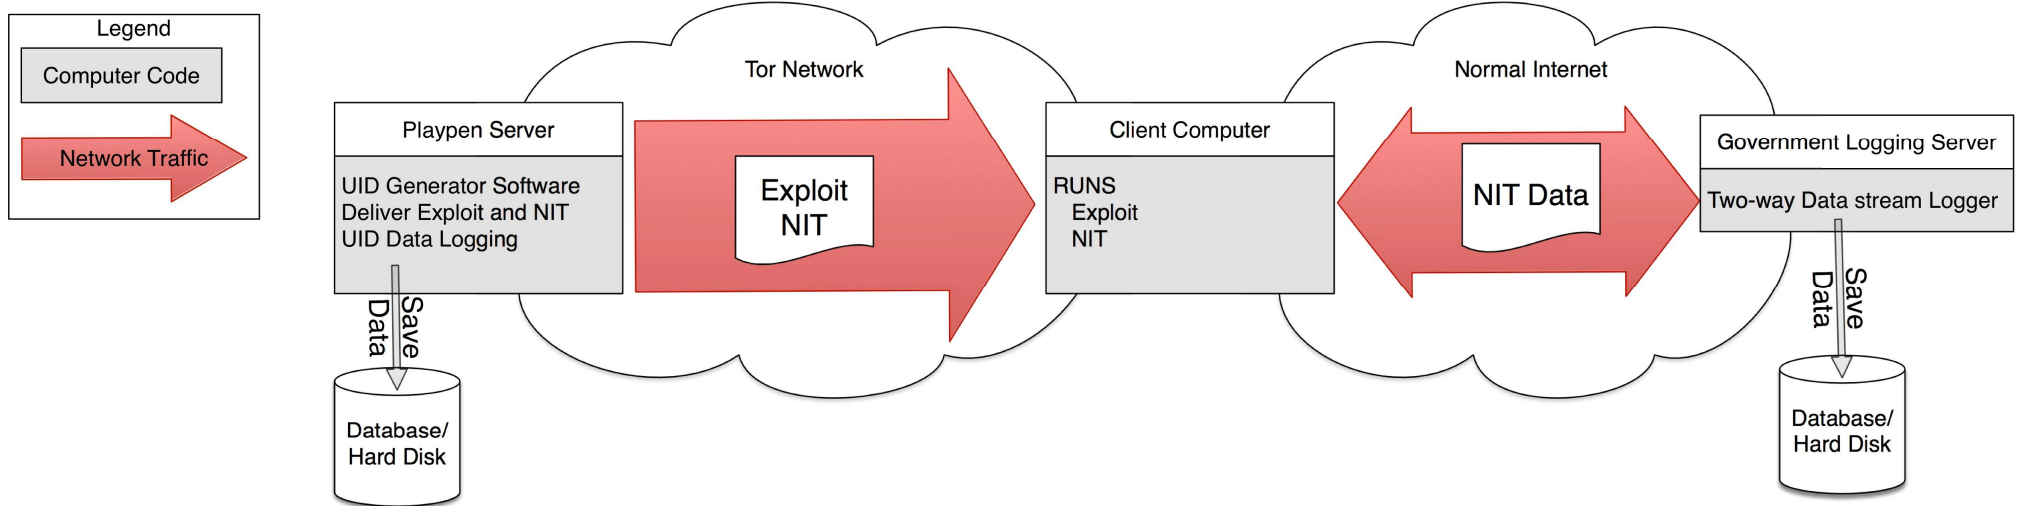 Legend
Computer Code
Network Traffic
Tor Network
Playpen Server
UID Generator Software
Deliver Exploit and NIT
UID Data Logging
Save
Data
Database/
Hard Disk
Exploit
NIT
Client Computer
RUNS
Exploit
NIT
Normal Internet
NIT Data
Government Logging Server
Two-way Data stream Logger
Save
Data
Database/
Hard Disk